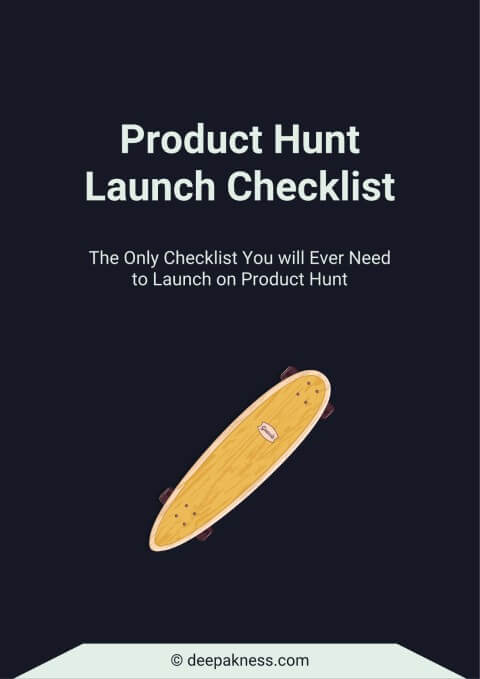 Product Hunt
Launch Checklist
The Only Checklist You will Ever Need
to Launch on Product Hunt
© deepakness.com